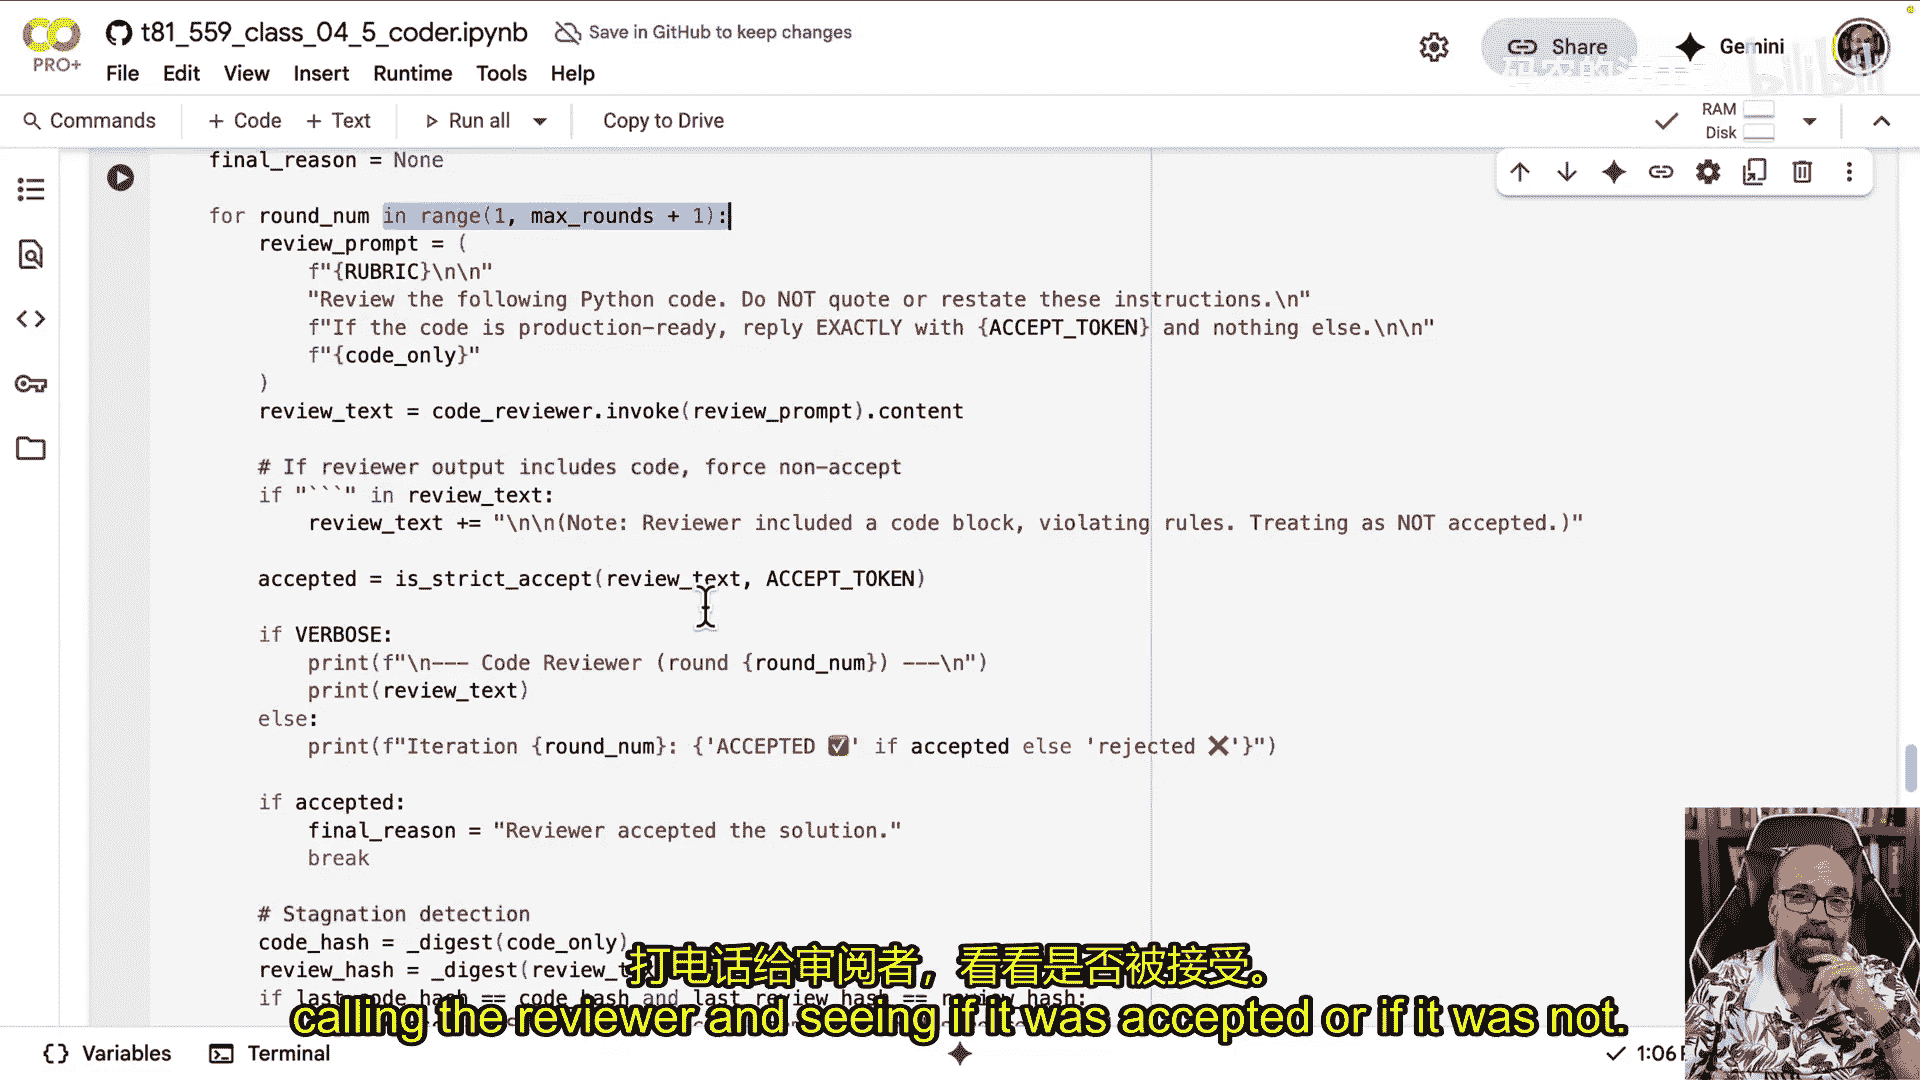 t81_559_class_04_5_coder.ipynb
Save in GitHub to keep changes
Share
Gemini
PRO+
File Edit View Insert Runtime Tools Help
Commands
+ Code
+ Text
Run all
Copy to Drive
RAM
Disk
final_reason = None
for round_num in range(1, max_rounds + 1):
review_prompt = (
f"{RUBRIC}\n\n"
"Review the following Python code. Do NOT quote or restate these instructions.\n"
f"If the code is production-ready, reply EXACTLY with {ACCEPT_TOKEN} and nothing else.\n\n"
f"{code_only}"
)
review_text = code_reviewer.invoke(review_prompt).content
# If reviewer output includes code, force non-accept
if "```" in review_text:
review_text += "\n\n(Note: Reviewer included a code block, violating rules. Treating as NOT accepted.)"
accepted = is_strict_accept(review_text, ACCEPT_TOKEN)
if VERBOSE:
print(f"\n--- Code Reviewer (round {round_num}) ---\n")
print(review_text)
else:
print(f"Iteration {round_num}: {'ACCEPTED ✅' if accepted else 'rejected ❌'}")
if accepted:
final_reason = "Reviewer accepted the solution."
break
# Stagnation detection
code_hash = _digest(code_only)
review_hash = _digest(review_text)
if last_code_hash == code_hash and last_review_hash == review_hash:
打电话给审阅者，看看是否被接受。
calling the reviewer and seeing if it was accepted or if it was not.
{} Variables
Terminal
1:06